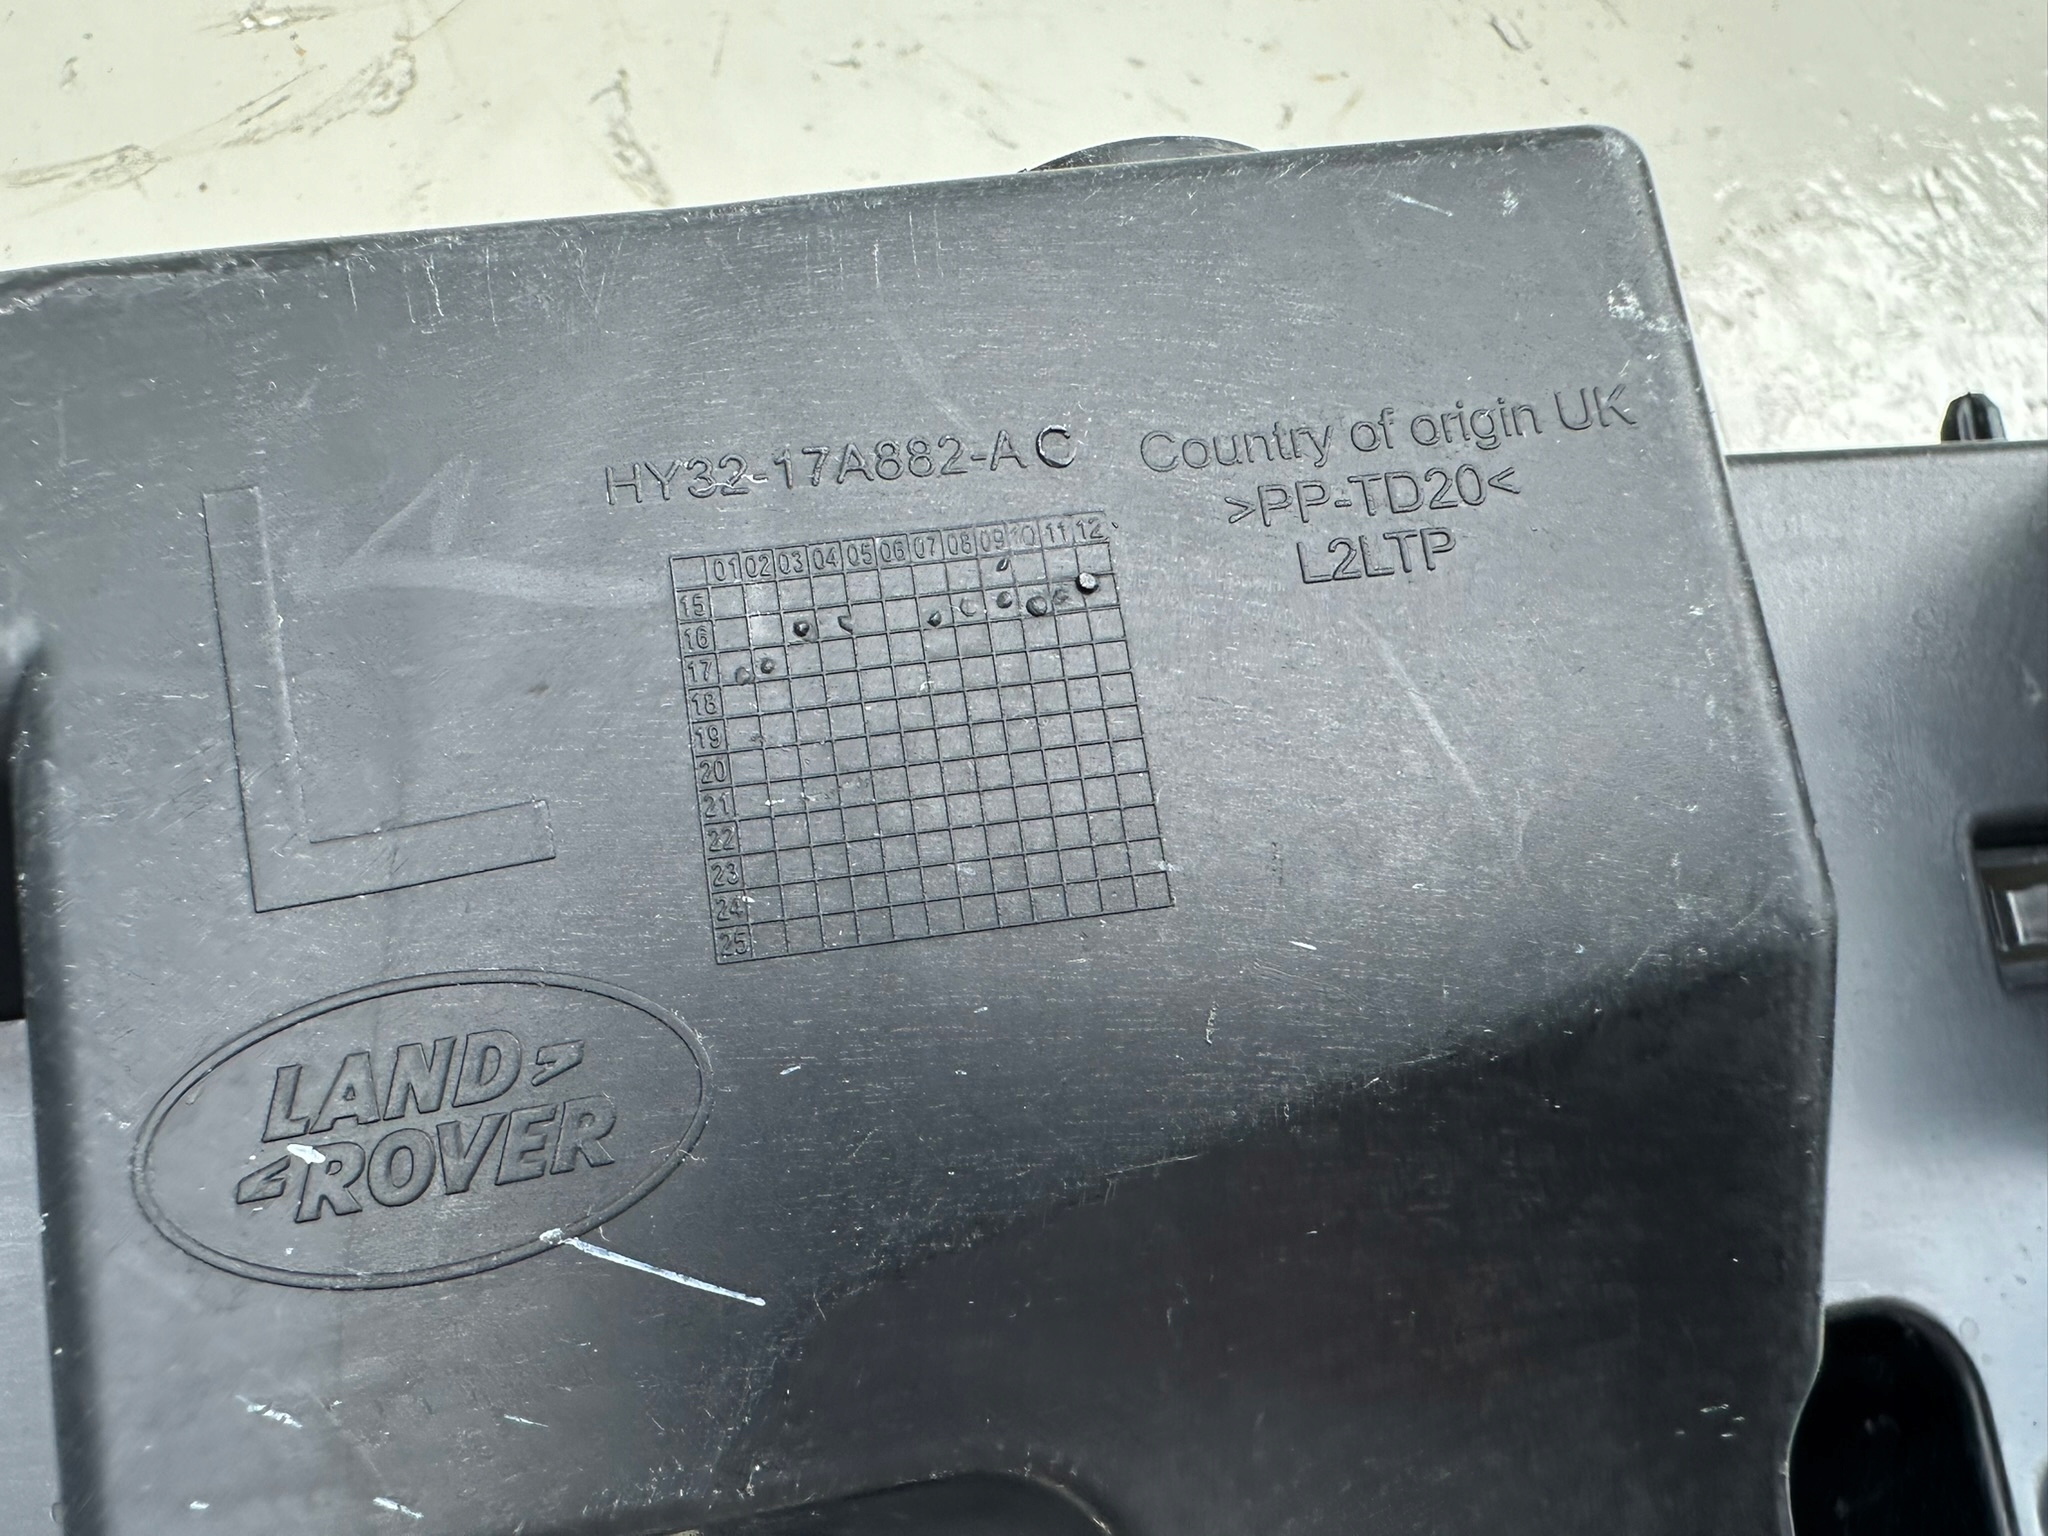 HY32-17A882-AC
Country of origin UK
>PP-TD20<
L2LTP
L
01 02 03 04 05 06 07 08 09 10 11 12
15
16
17
18
19
20
21
22
23
24
25
LAND
ROVER